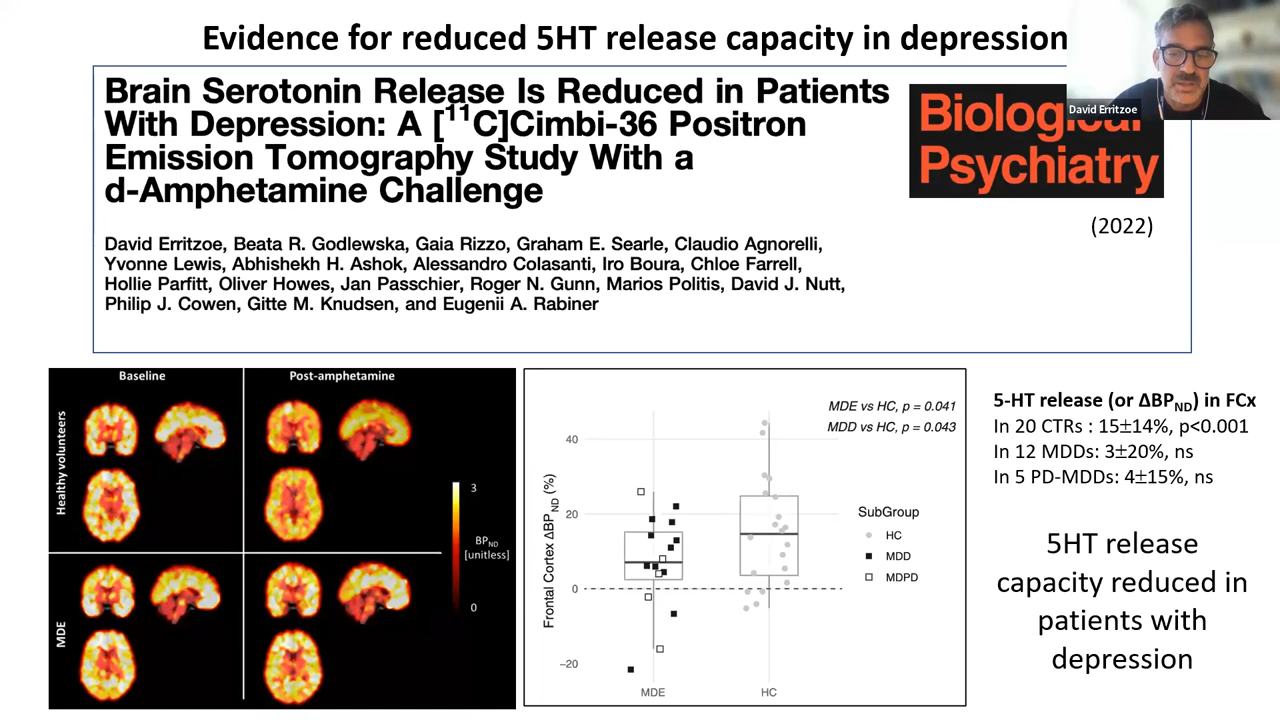 Evidence for reduced 5HT release capacity in depression
David Erritzoe
Brain Serotonin Release Is Reduced in Patients
With Depression: A [¹¹C]Cimbi-36 Positron
Emission Tomography Study With a
d-Amphetamine Challenge
Biological
Psychiatry
(2022)
David Erritzoe, Beata R. Godlewska, Gaia Rizzo, Graham E. Searle, Claudio Agnorelli,
Yvonne Lewis, Abhishekh H. Ashok, Alessandro Colasanti, Iro Boura, Chloe Farrell,
Hollie Parfitt, Oliver Howes, Jan Passchier, Roger N. Gunn, Marios Politis, David J. Nutt,
Philip J. Cowen, Gitte M. Knudsen, and Eugenii A. Rabiner
Baseline
Post-amphetamine
Healthy volunteers
MDE
3
BP_ND
[unitless]
0
Frontal Cortex ΔBP_ND (%)
40
20
0
−20
MDE
HC
MDE vs HC, p = 0.041
MDD vs HC, p = 0.043
SubGroup
HC
MDD
MDPD
5-HT release (or ΔBP_ND) in FCx
In 20 CTRs : 15±14%, p<0.001
In 12 MDDs: 3±20%, ns
In 5 PD-MDDs: 4±15%, ns
5HT release
capacity reduced in
patients with
depression